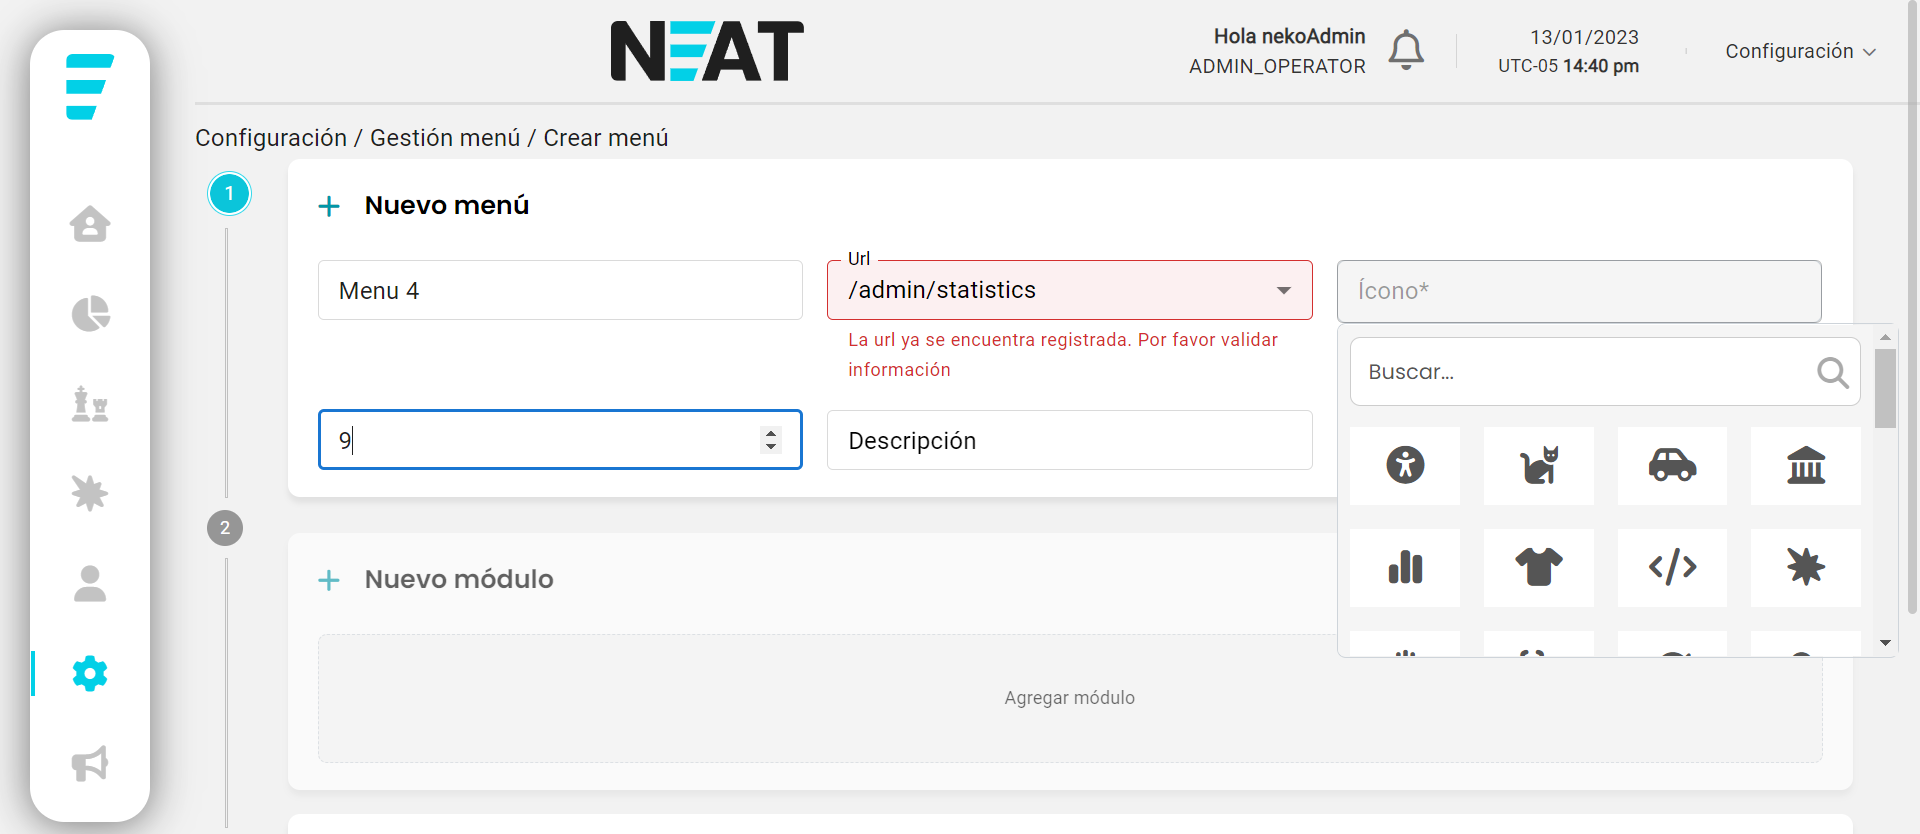 NEAT
Hola nekoAdmin
ADMIN_OPERATOR
13/01/2023
UTC-05 14:40 pm
Configuración
Configuración / Gestión menú / Crear menú
1
Nuevo menú
Menu 4
Url
/admin/statistics
La url ya se encuentra registrada. Por favor validar
información
Ícono*
Buscar...
9
Descripción
2
Nuevo módulo
Agregar módulo